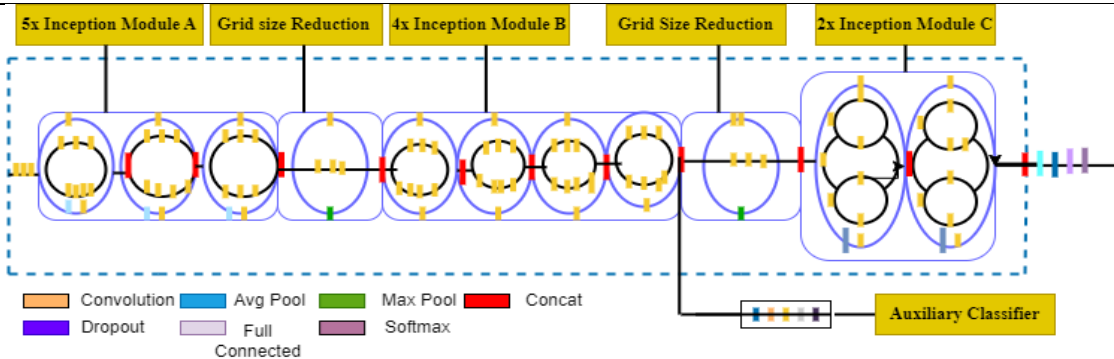 5x Inception Module A
Grid size Reduction
4x Inception Module B
Grid Size Reduction
2x Inception Module C
Convolution
Avg Pool
Max Pool
Concat
Dropout
Full
Connected
Softmax
Auxiliary Classifier